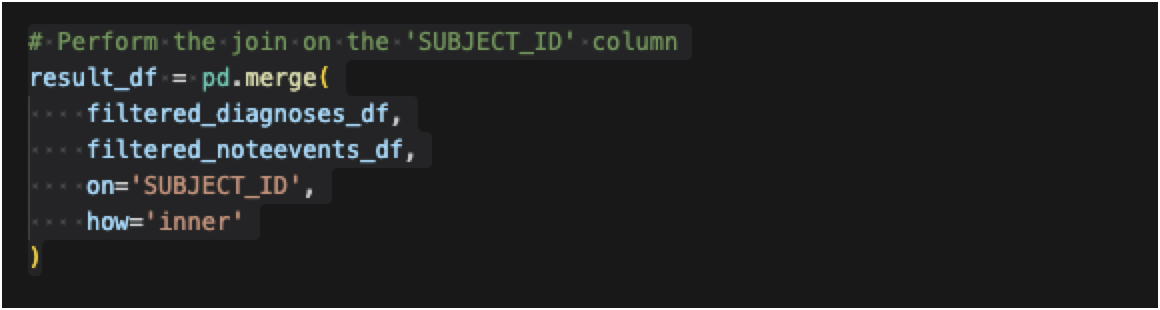 # Perform the join on the 'SUBJECT_ID' column
result_df = pd.merge(
    filtered_diagnoses_df,
    filtered_noteevents_df,
    on='SUBJECT_ID',
    how='inner'
)